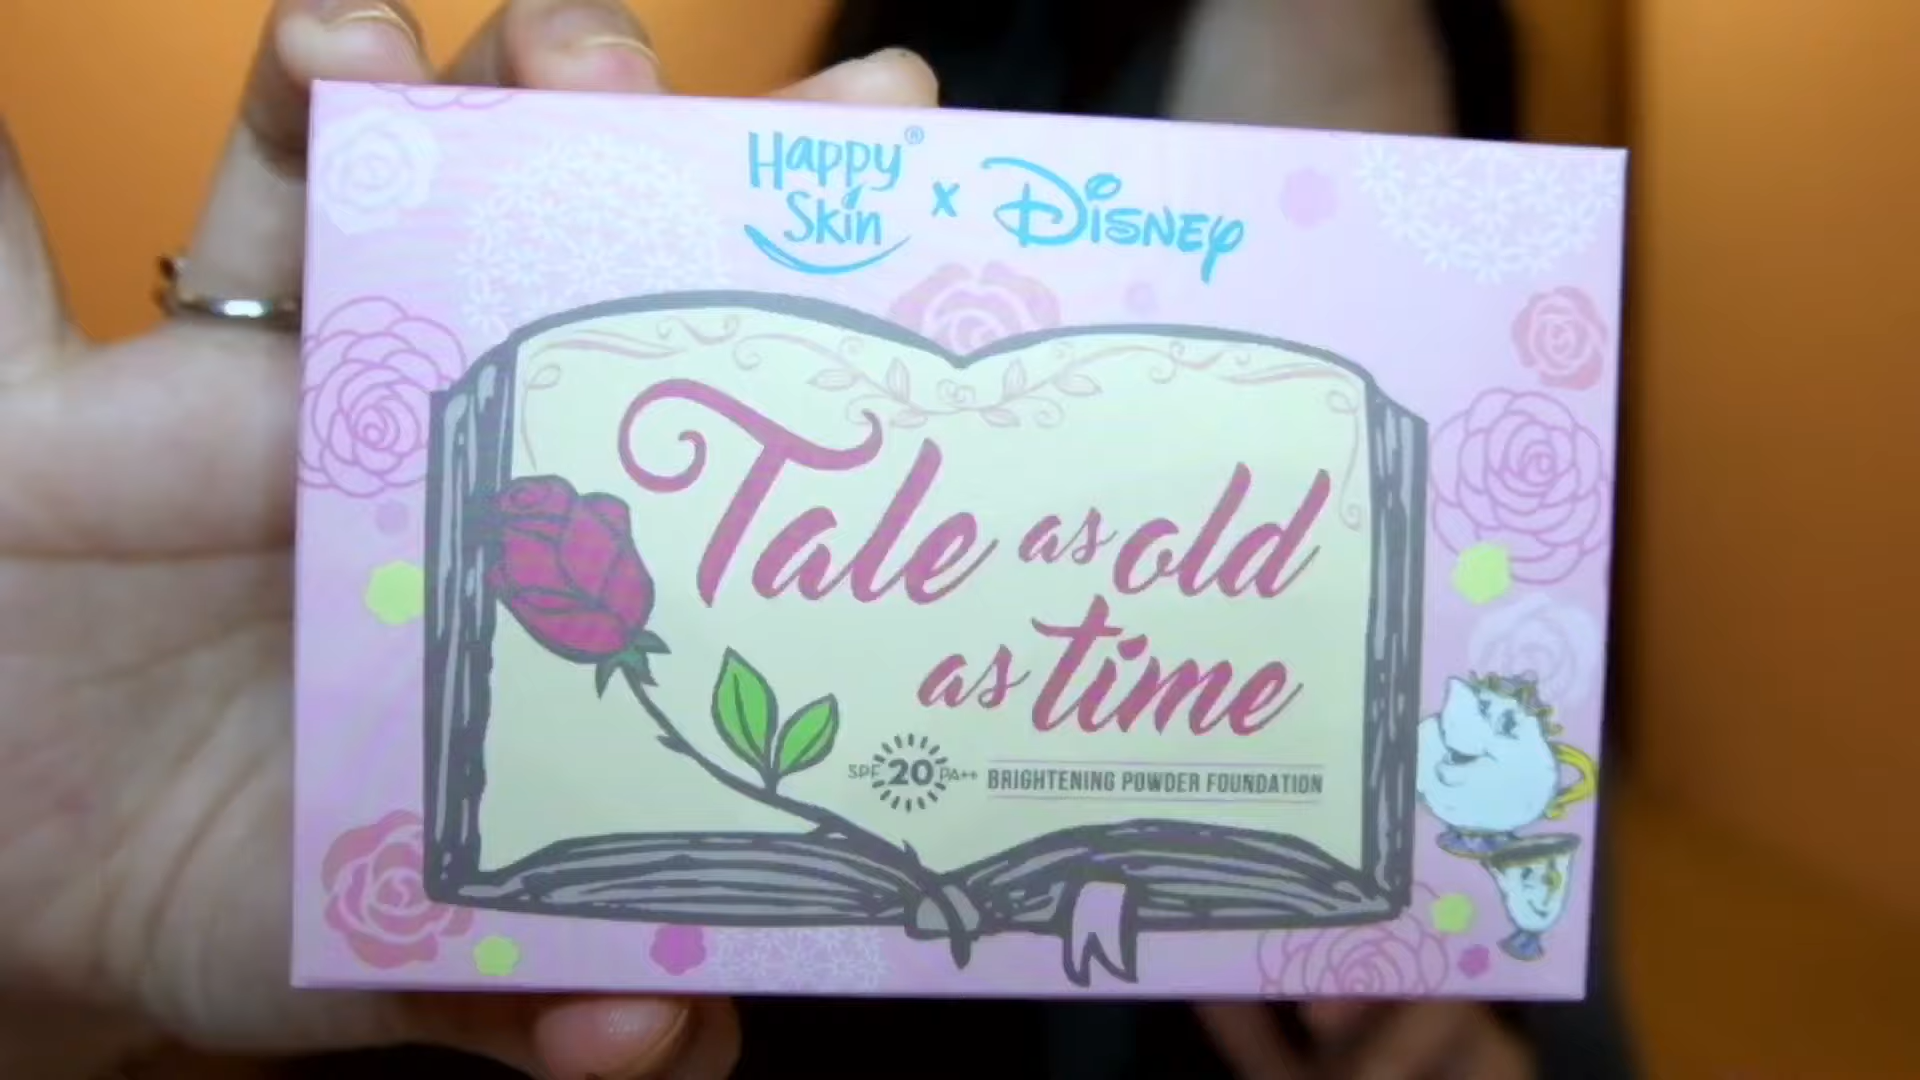 Happy® Skin x Disney
Tale as old
as time
SPF 20 PA++ BRIGHTENING POWDER FOUNDATION